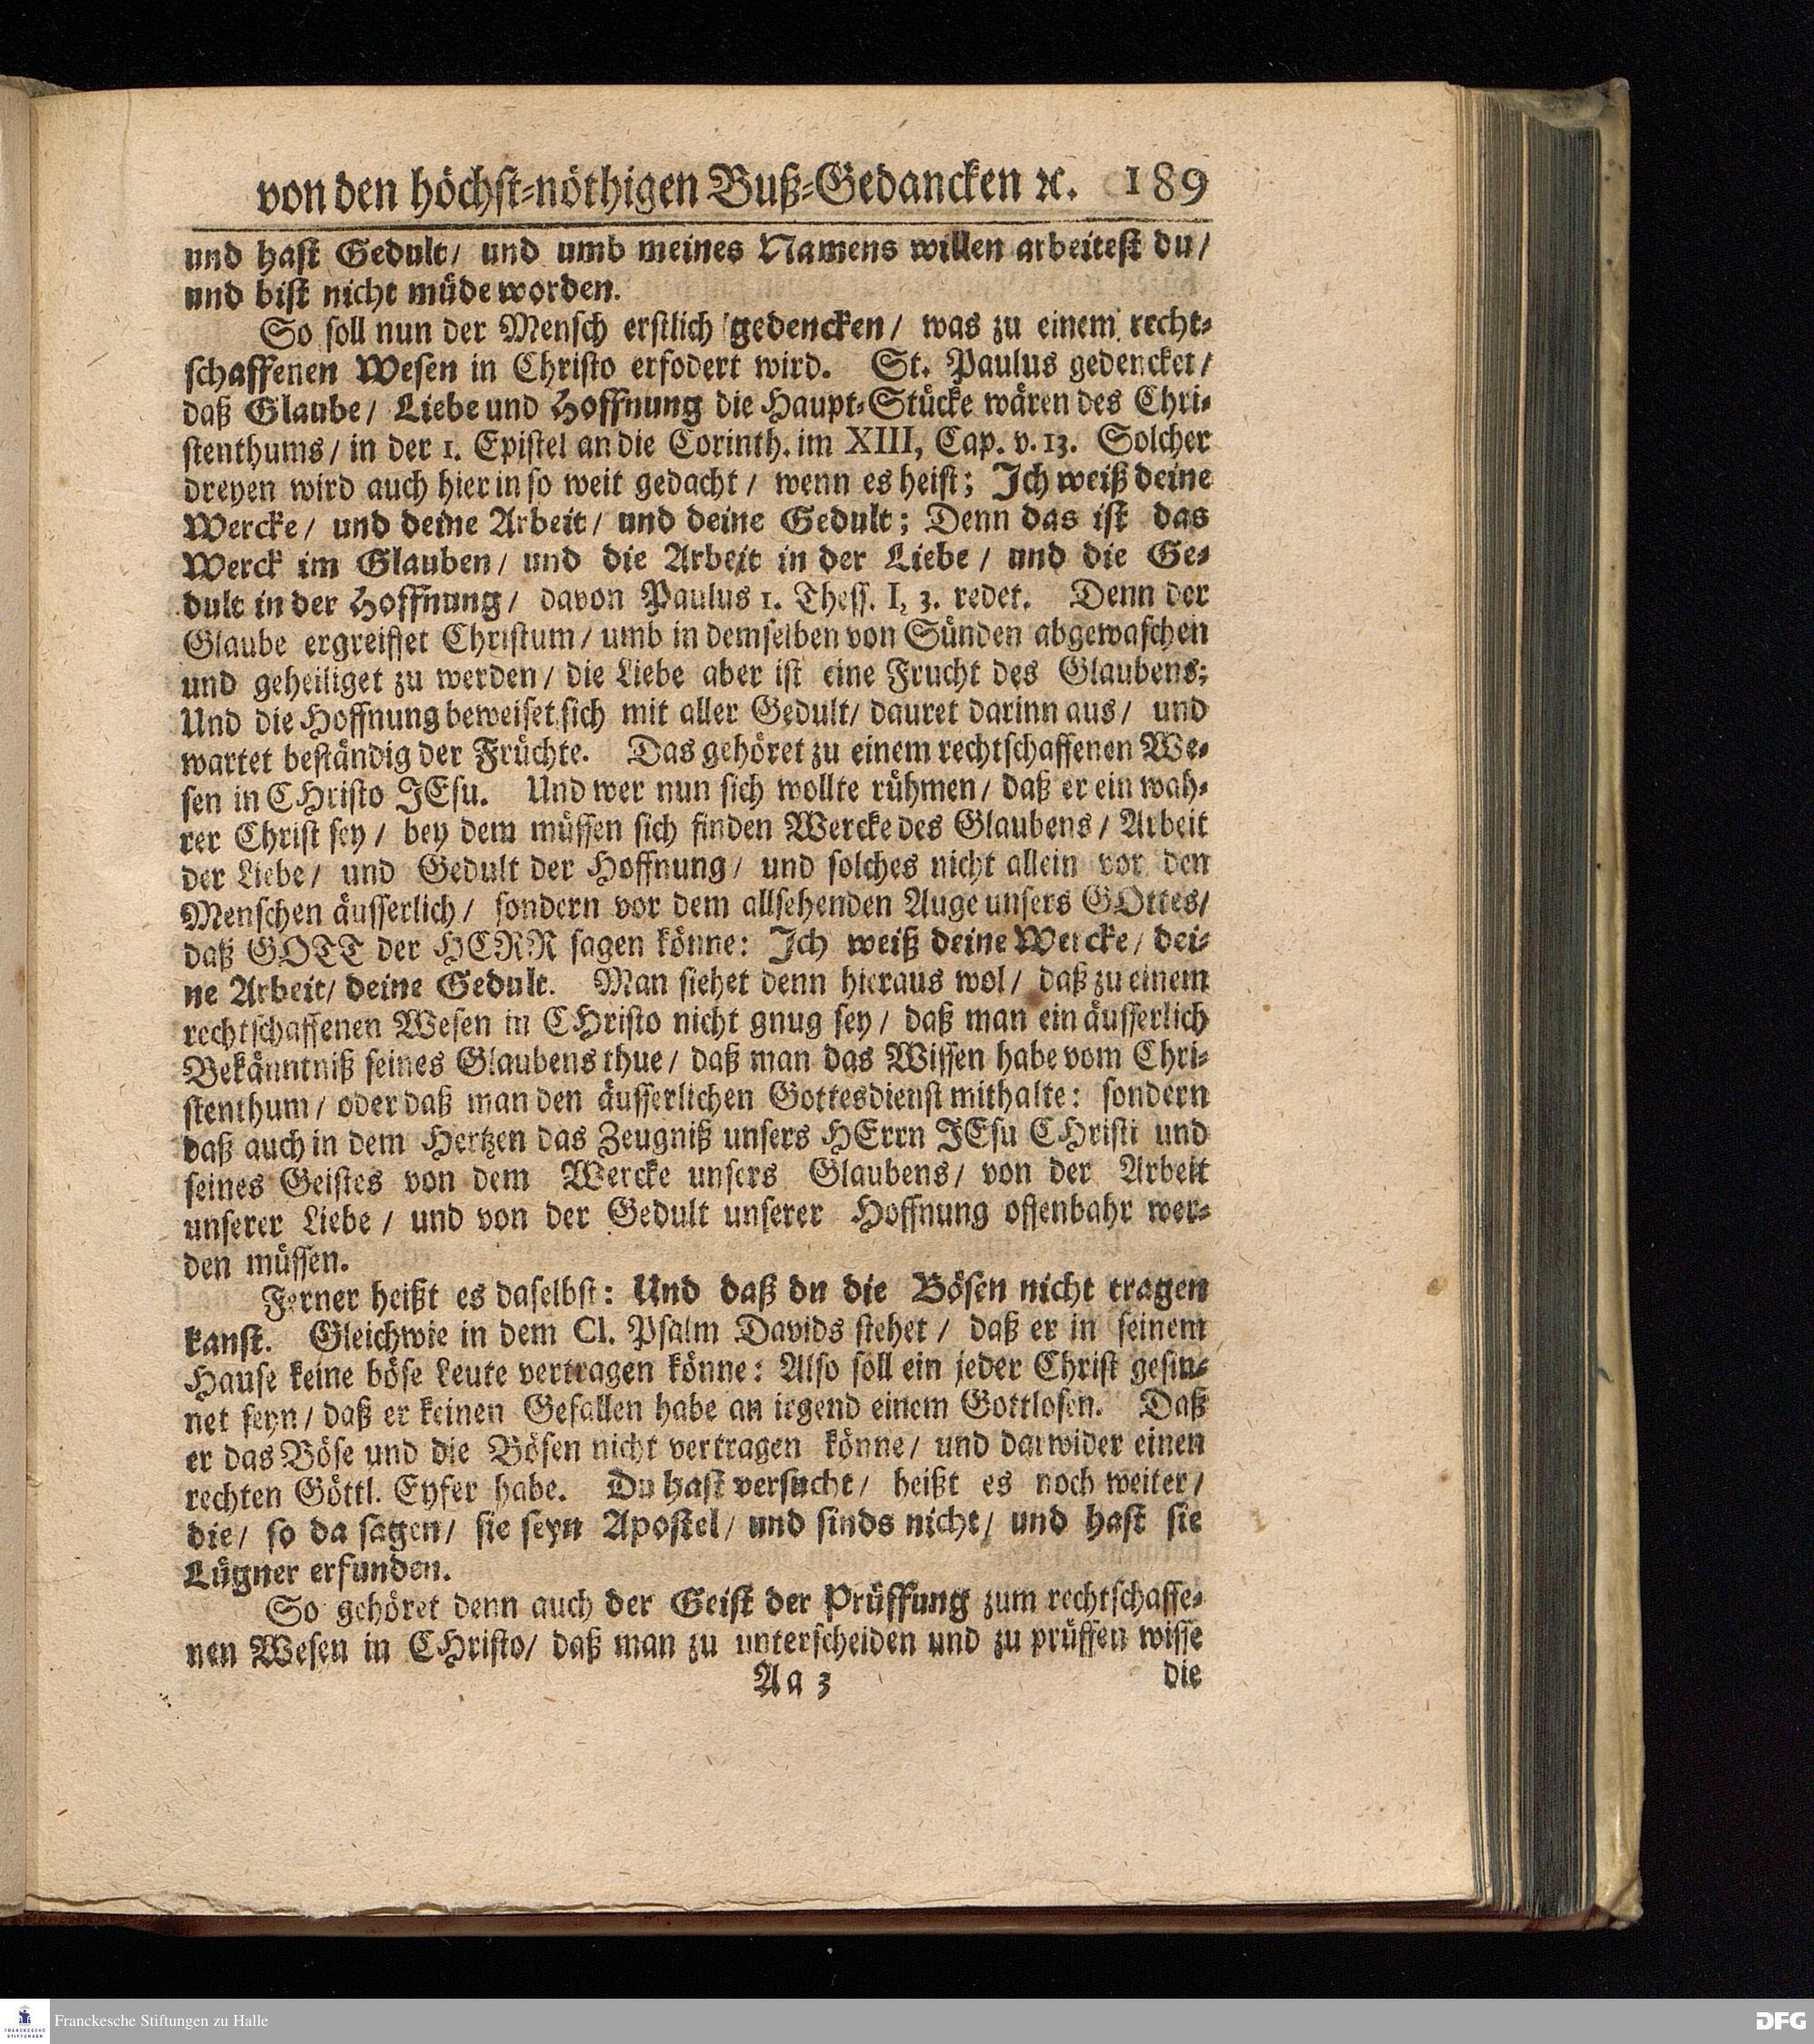 von den höchst-nöthigen Buß-Gedancken ꝛc. 189
und hast Gedult/ und umb meines Namens willen arbeitest du/
und bist nicht müde worden.
So soll nun der Mensch erstlich gedencken/ was zu einem recht-
schaffenen Wesen in Christo erfodert wird. St. Paulus gedencket/
daß Glaube/ Liebe und Hoffnung die Haupt-Stücke wären des Chri-
stenthums/ in der 1. Epistel an die Corinth. im XIII, Cap. v. 13. Solcher
dreyen wird auch hier in so weit gedacht/ wenn es heist; Ich weiß deine
Wercke/ und deine Arbeit/ und deine Gedult; Denn das ist das
Werck im Glauben/ und die Arbeit in der Liebe/ und die Ge-
dult in der Hoffnung/ davon Paulus 1. Thess. I, 3. redet. Denn der
Glaube ergreiffet Christum/ umb in demselben von Sünden abgewaschen
und geheiliget zu werden/ die Liebe aber ist eine Frucht des Glaubens;
Und die Hoffnung beweiset sich mit aller Gedult/ dauret darinn aus/ und
wartet beständig der Früchte. Das gehöret zu einem rechtschaffenen We-
sen in CHristo JEsu. Und wer nun sich wollte rühmen/ daß er ein wah-
rer Christ sey/ bey dem müssen sich finden Wercke des Glaubens/ Arbeit
der Liebe/ und Gedult der Hoffnung/ und solches nicht allein vor den
Menschen äusserlich/ sondern vor dem allsehenden Auge unsers GOttes/
daß GOTT der HERR sagen könne: Ich weiß deine Wercke/ dei-
ne Arbeit/ deine Gedult. Man siehet denn hieraus wol/ daß zu einem
rechtschaffenen Wesen in CHristo nicht gnug sey/ daß man ein äusserlich
Bekänntniß seines Glaubens thue/ daß man das Wissen habe vom Chri-
stenthum/ oder daß man den äusserlichen Gottesdienst mithalte: sondern
daß auch in dem Hertzen das Zeugniß unsers HErrn JEsu CHristi und
seines Geistes von dem Wercke unsers Glaubens/ von der Arbeit
unserer Liebe/ und von der Gedult unserer Hoffnung offenbahr wer-
den müssen.
Ferner heißt es daselbst: Und daß du die Bösen nicht tragen
kanst. Gleichwie in dem CI. Psalm Davids stehet/ daß er in seinem
Hause keine böse Leute vertragen könne: Also soll ein jeder Christ gesin-
net seyn/ daß er keinen Gefallen habe an irgend einem Gottlosen. Daß
er das Böse und die Bösen nicht vertragen könne/ und darwider einen
rechten Göttl. Eyfer habe. Du hast versucht/ heißt es noch weiter/
die/ so da sagen/ sie seyn Apostel/ und sinds nicht/ und hast sie
Lügner erfunden.
So gehöret denn auch der Geist der Prüffung zum rechtschaffe-
nen Wesen in CHristo/ daß man zu unterscheiden und zu prüffen wisse
Aa 3 die
FRANCKESCHE STIFTUNGEN
Franckesche Stiftungen zu Halle
DFG